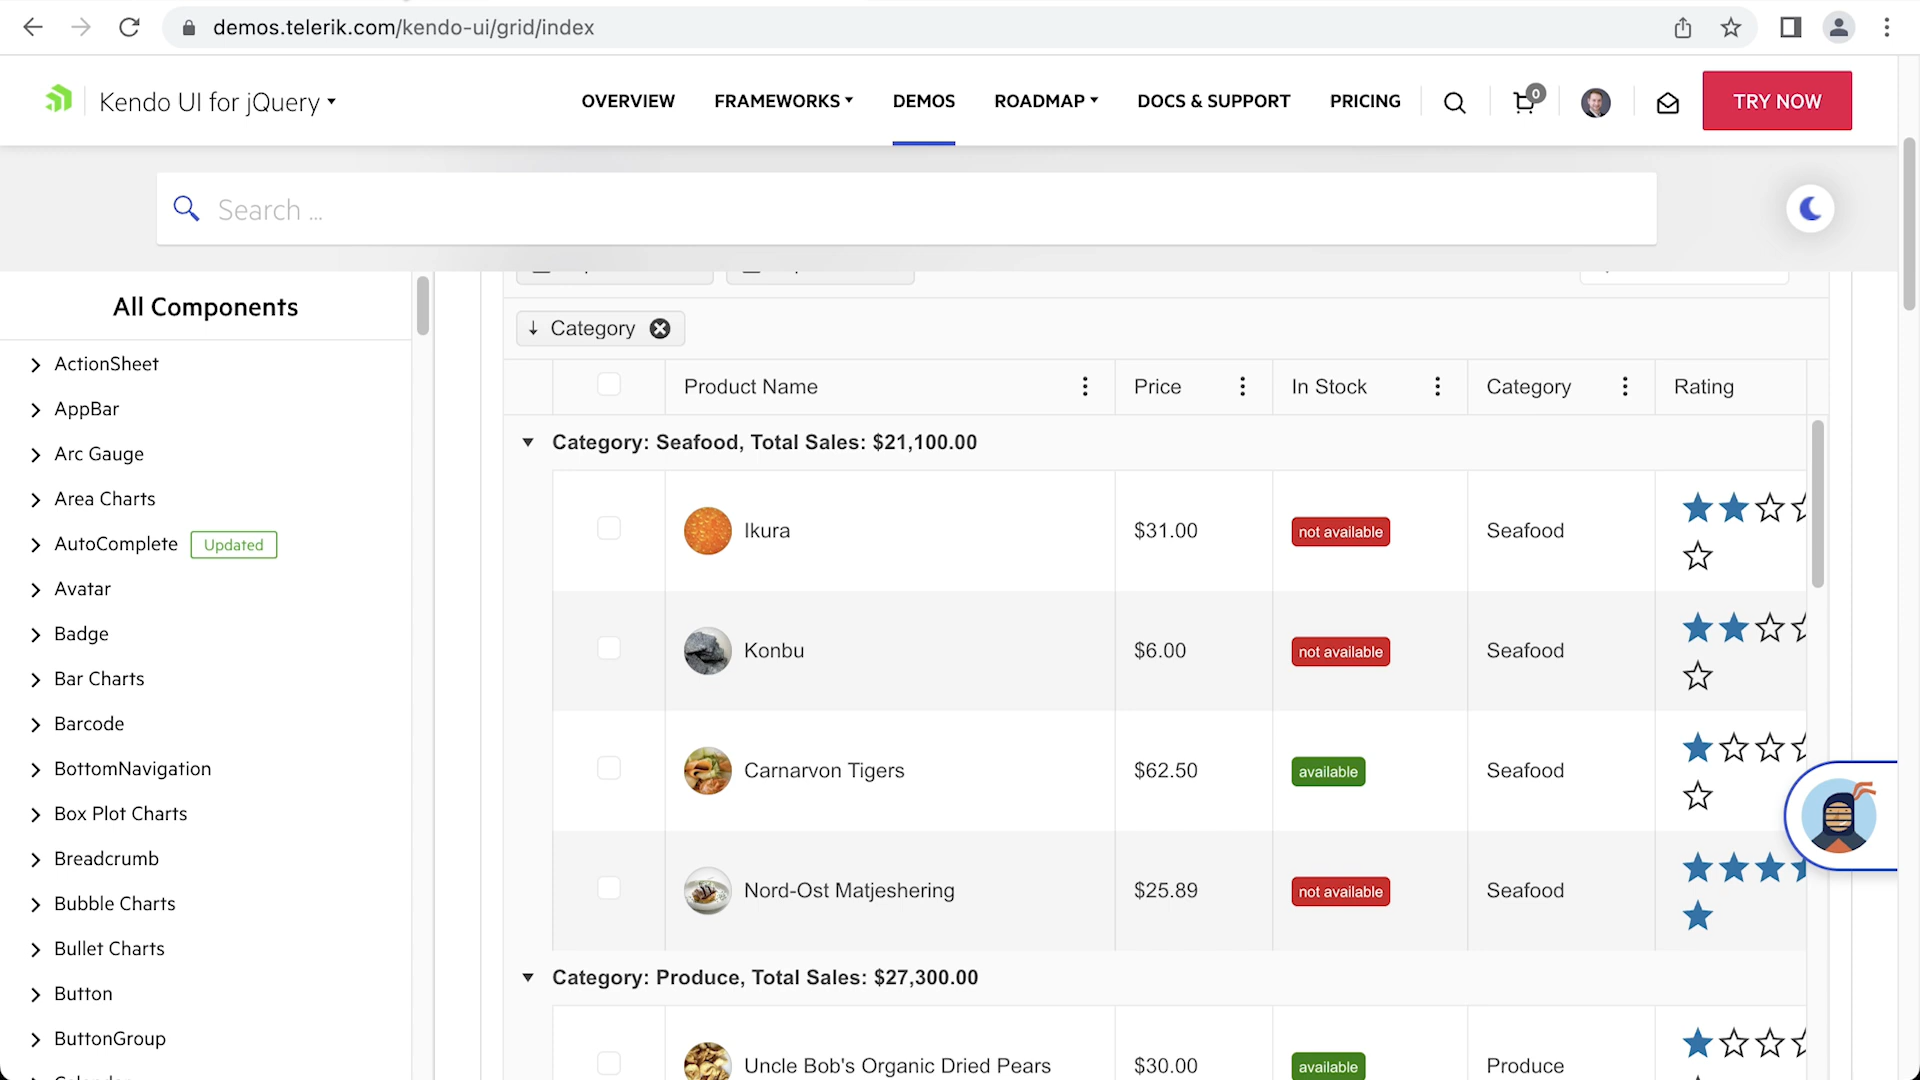 demos.telerik.com/kendo-ui/grid/index
Kendo UI for jQuery
OVERVIEW FRAMEWORKS DEMOS ROADMAP DOCS & SUPPORT PRICING 0 TRY NOW
Search ...
All Components
ActionSheet
AppBar
Arc Gauge
Area Charts
AutoComplete Updated
Avatar
Badge
Bar Charts
Barcode
BottomNavigation
Box Plot Charts
Breadcrumb
Bubble Charts
Bullet Charts
Button
ButtonGroup
Category
Product Name Price In Stock Category Rating
Category: Seafood, Total Sales: $21,100.00
Ikura $31.00 not available Seafood
Konbu $6.00 not available Seafood
Carnarvon Tigers $62.50 available Seafood
Nord-Ost Matjeshering $25.89 not available Seafood
Category: Produce, Total Sales: $27,300.00
Uncle Bob's Organic Dried Pears $30.00 available Produce